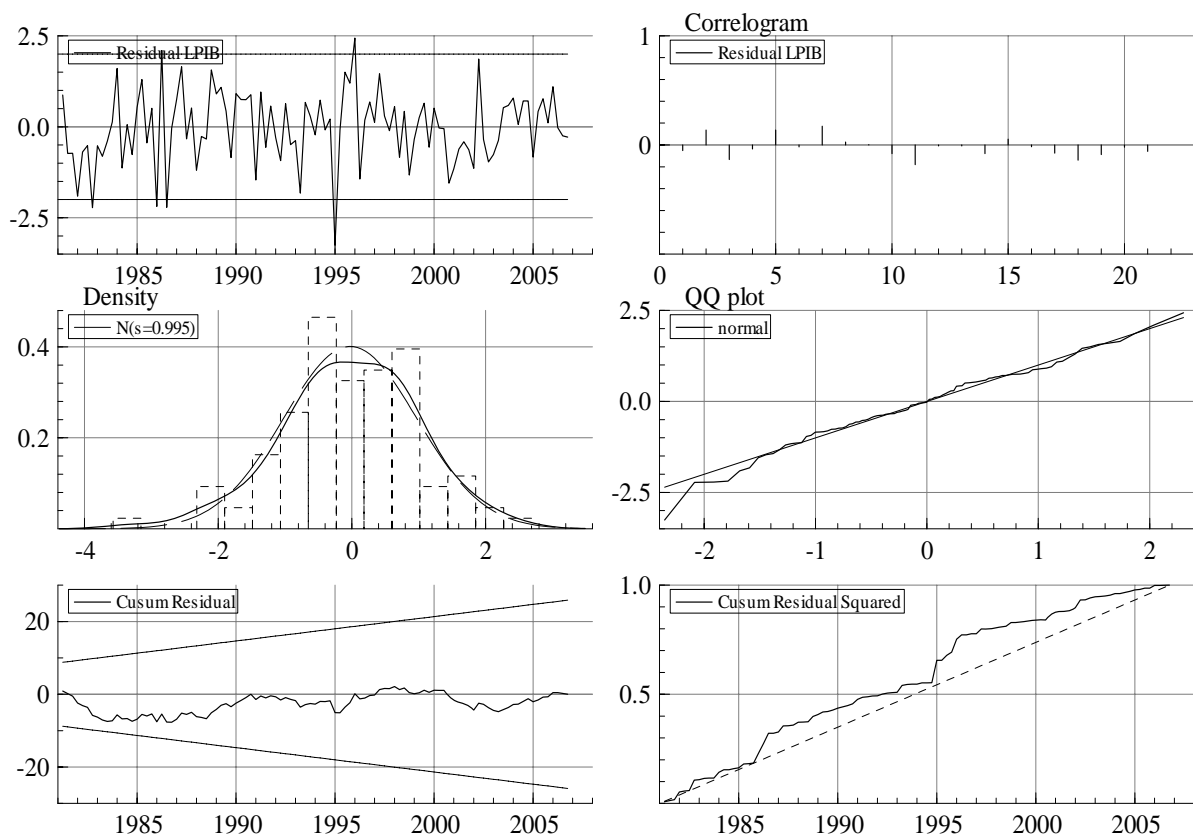 Correlogram
2.5
Residual LPIB
0.0
-2.5
1985 1990 1995 2000 2005
1
Residual LPIB
0
0 5 10 15 20
Density
N(s=0.995)
0.4
0.2
-4 -2 0 2
QQ plot
2.5
normal
0.0
-2.5
-2 -1 0 1 2
Cusum Residual
20
0
-20
1985 1990 1995 2000 2005
1.0
Cusum Residual Squared
0.5
1985 1990 1995 2000 2005